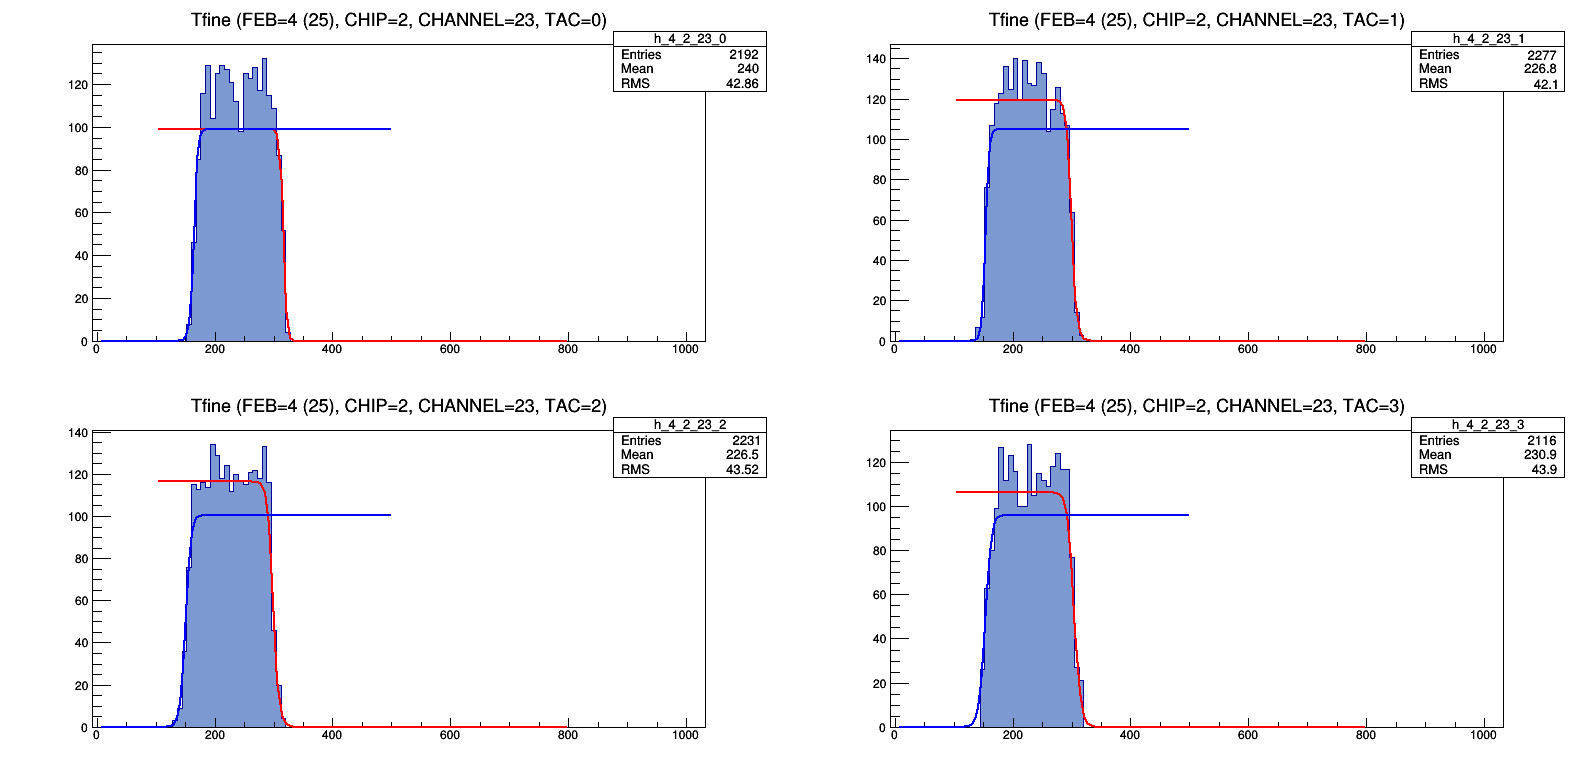 Tfine (FEB=4 (25), CHIP=2, CHANNEL=23, TAC=0)
h_4_2_23_0
Entries 2192
Mean 240
RMS 42.86
120
100
80
60
40
20
0
0 200 400 600 800 1000
Tfine (FEB=4 (25), CHIP=2, CHANNEL=23, TAC=1)
h_4_2_23_1
Entries 2277
Mean 226.8
RMS 42.1
140
120
100
80
60
40
20
0
0 200 400 600 800 1000
Tfine (FEB=4 (25), CHIP=2, CHANNEL=23, TAC=2)
h_4_2_23_2
Entries 2231
Mean 226.5
RMS 43.52
140
120
100
80
60
40
20
0
0 200 400 600 800 1000
Tfine (FEB=4 (25), CHIP=2, CHANNEL=23, TAC=3)
h_4_2_23_3
Entries 2116
Mean 230.9
RMS 43.9
120
100
80
60
40
20
0
0 200 400 600 800 1000